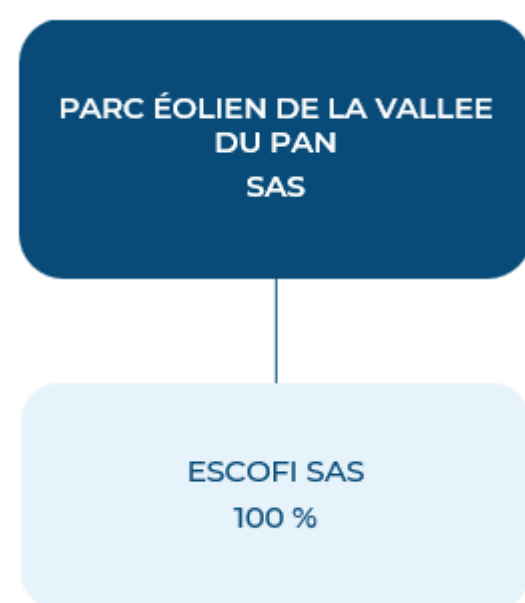 PARC ÉOLIEN DE LA VALLEE
DU PAN
SAS
ESCOFI SAS
100 %